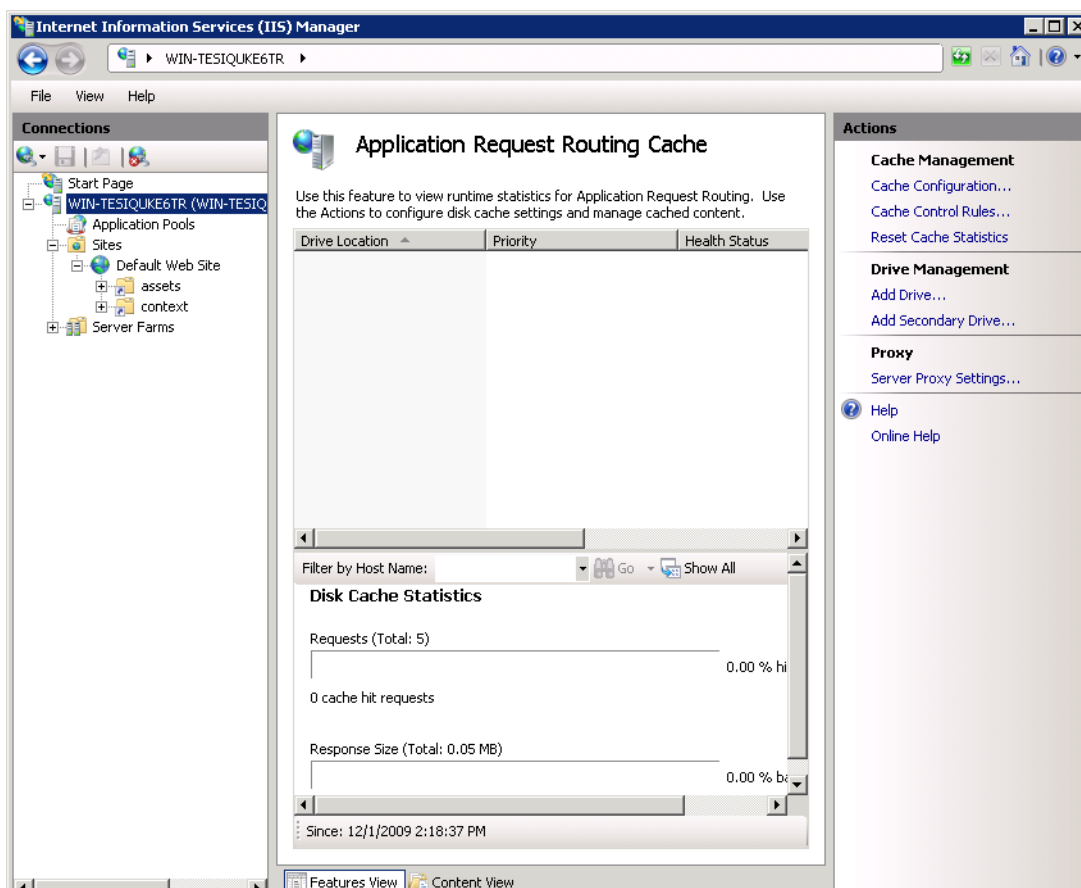 Internet Information Services (IIS) Manager
WIN-TESIQUKE6TR
File View Help
Connections
Start Page
WIN-TESIQUKE6TR (WIN-TESIQ
Application Pools
Sites
Default Web Site
assets
context
Server Farms
Application Request Routing Cache
Use this feature to view runtime statistics for Application Request Routing. Use
the Actions to configure disk cache settings and manage cached content.
Drive Location Priority Health Status
Filter by Host Name: Go Show All
Disk Cache Statistics
Requests (Total: 5)
0.00 % hi
0 cache hit requests
Response Size (Total: 0.05 MB)
0.00 % ba
Since: 12/1/2009 2:18:37 PM
Features View Content View
Actions
Cache Management
Cache Configuration...
Cache Control Rules...
Reset Cache Statistics
Drive Management
Add Drive...
Add Secondary Drive...
Proxy
Server Proxy Settings...
Help
Online Help